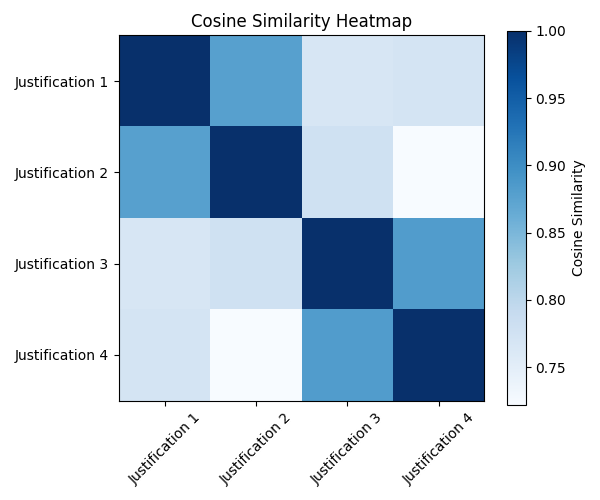 Cosine Similarity Heatmap
Justification 1
Justification 2
Justification 3
Justification 4
Justification 1
Justification 2
Justification 3
Justification 4
1.00
0.95
0.90
0.85
0.80
0.75
Cosine Similarity